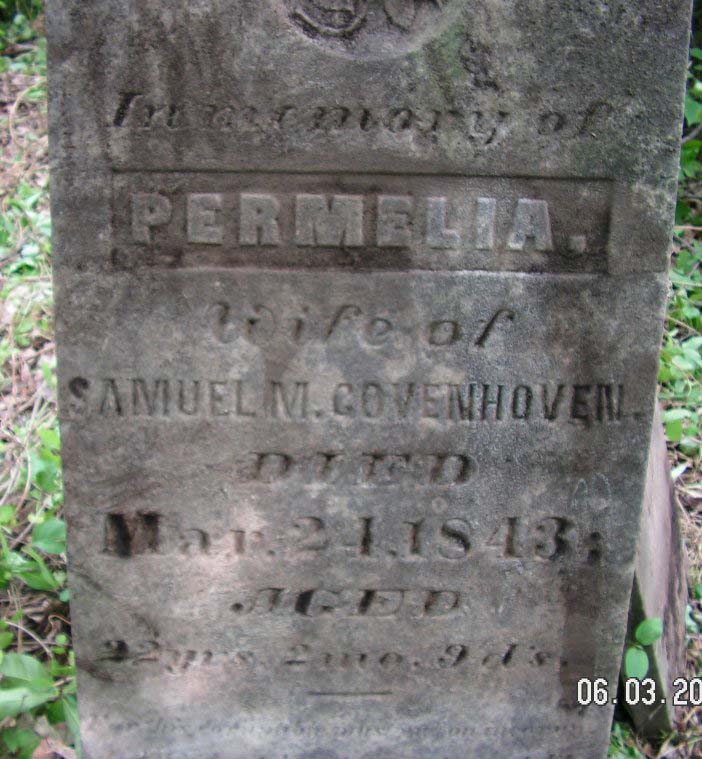 In memory of
PERMELIA.
Wife of
SAMUEL M. COVENHOVEN.
DIED
Mar. 24, 1843;
AGED
22 yrs. 2 mo. 9 d's.
06.03.20